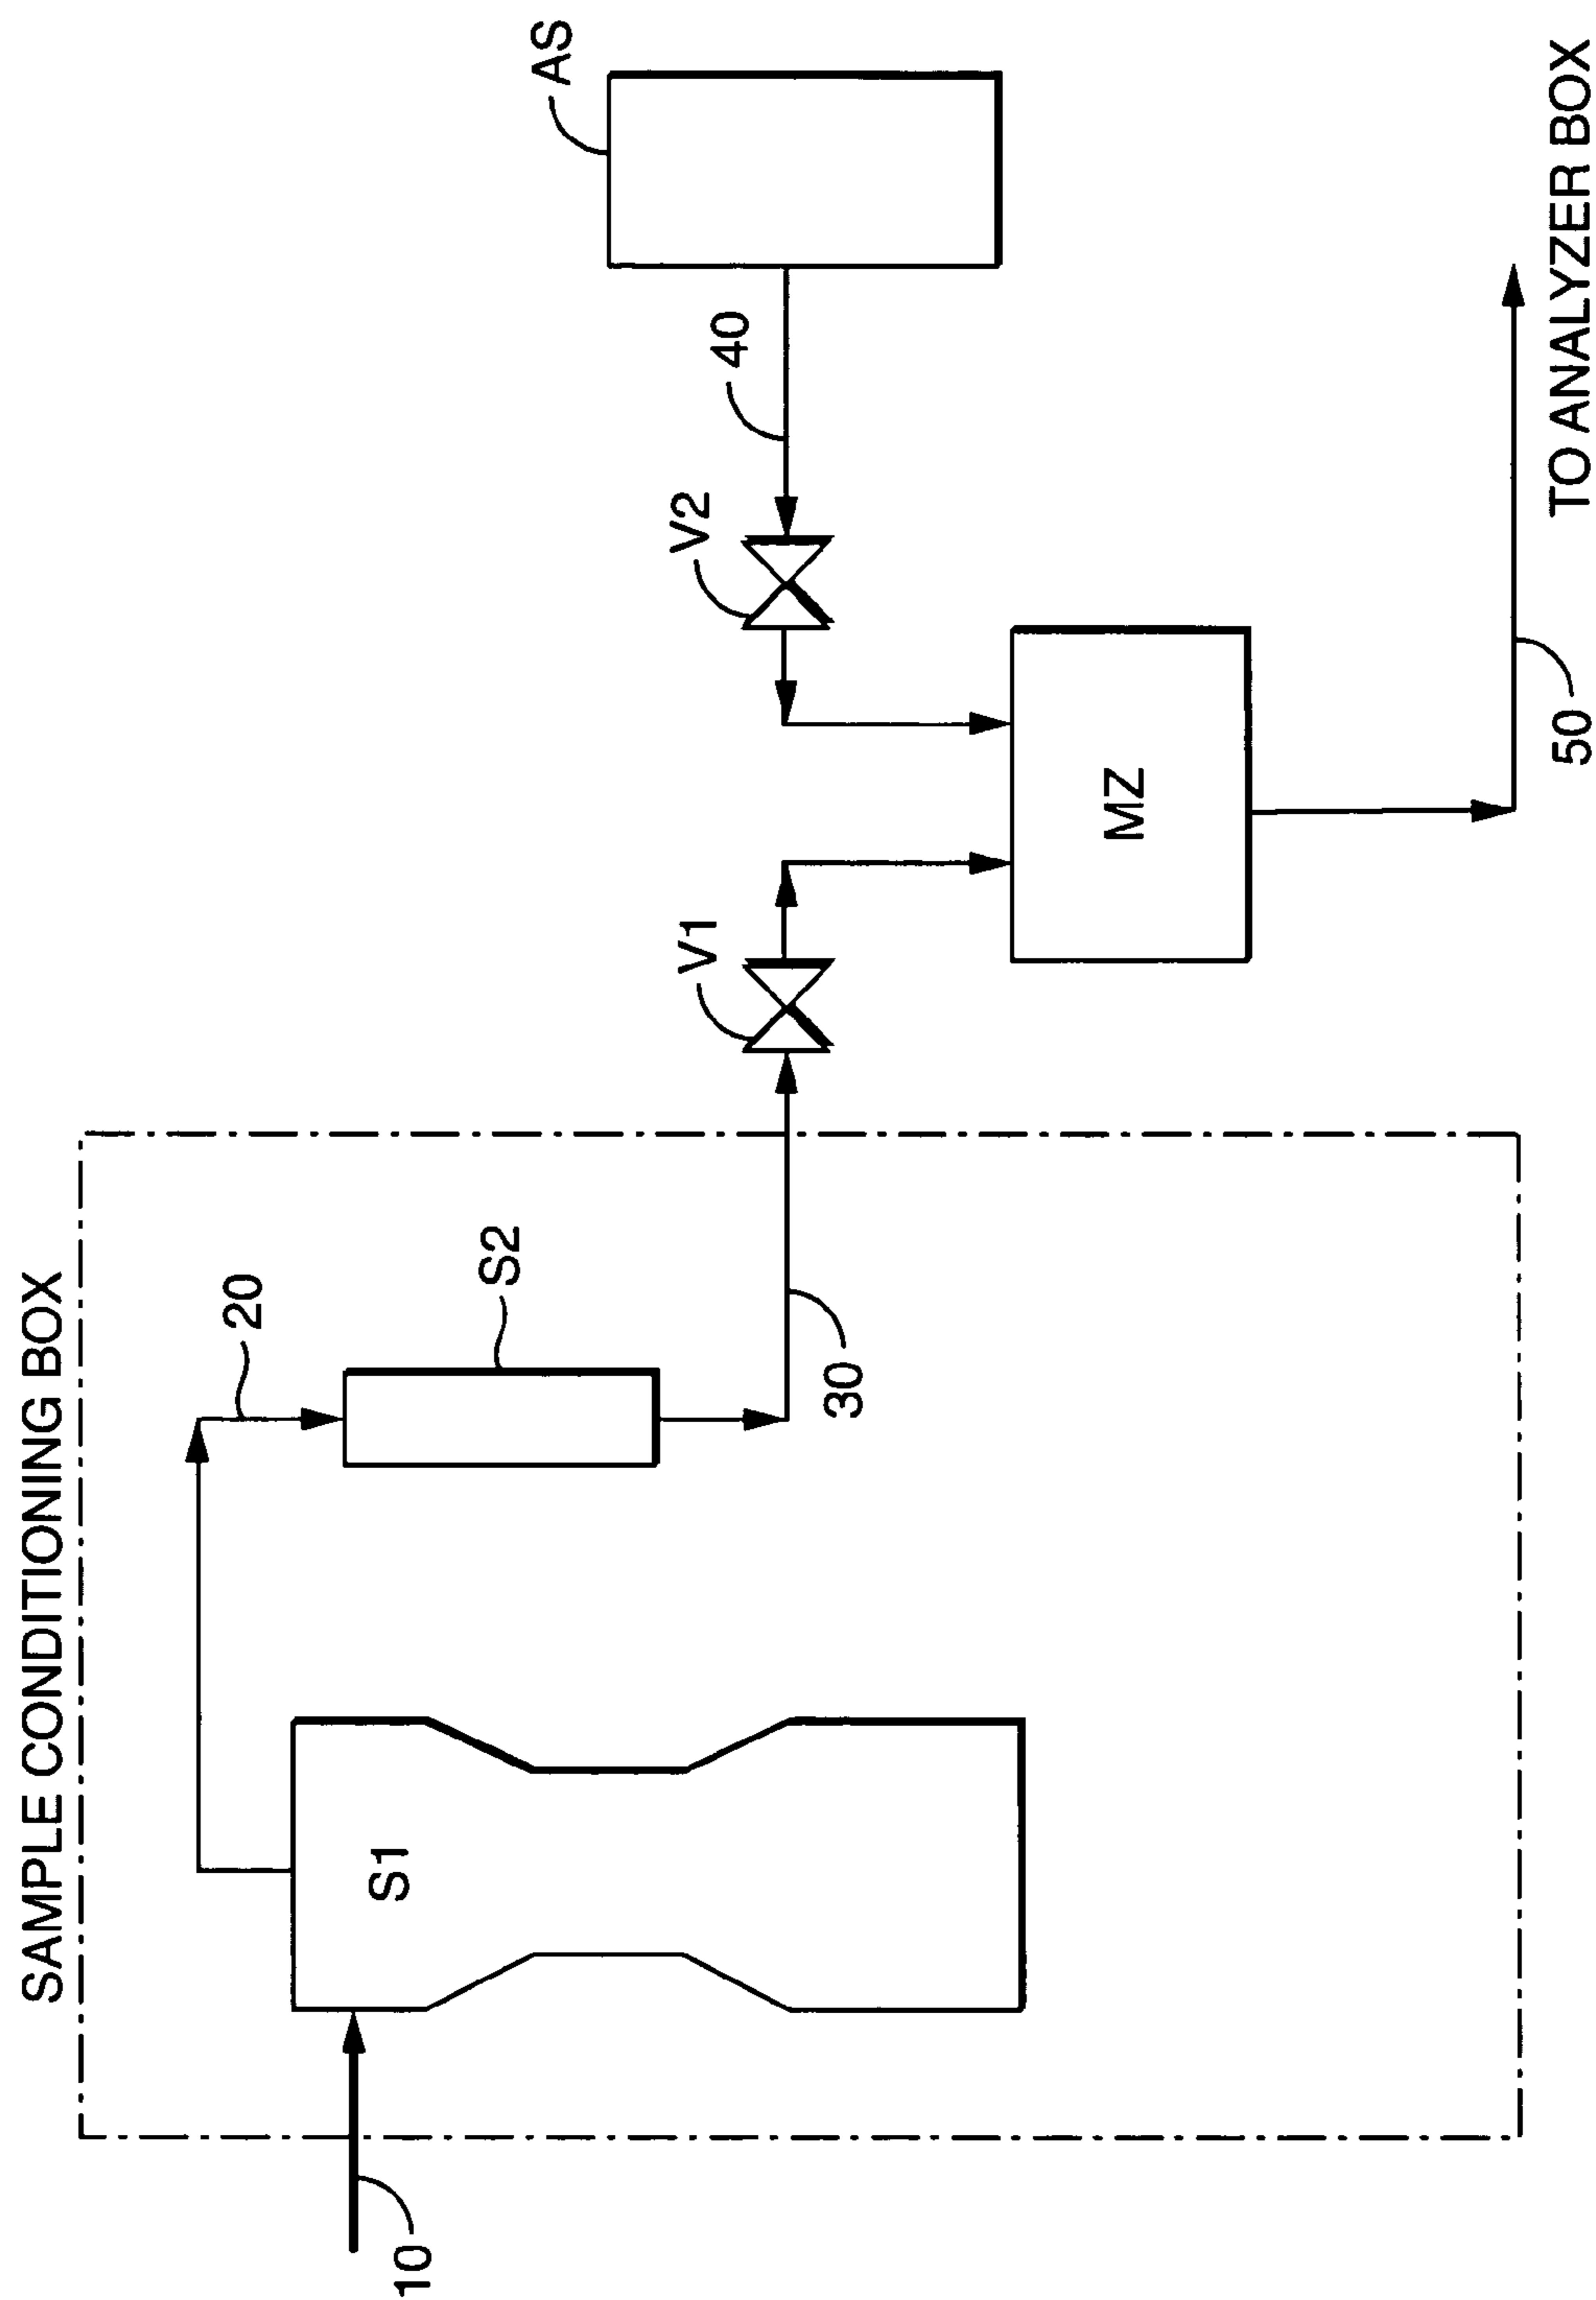 SAMPLE CONDITIONING BOX
10
S1
20
S2
30
V1
V2
40
AS
MZ
50
TO ANALYZER BOX